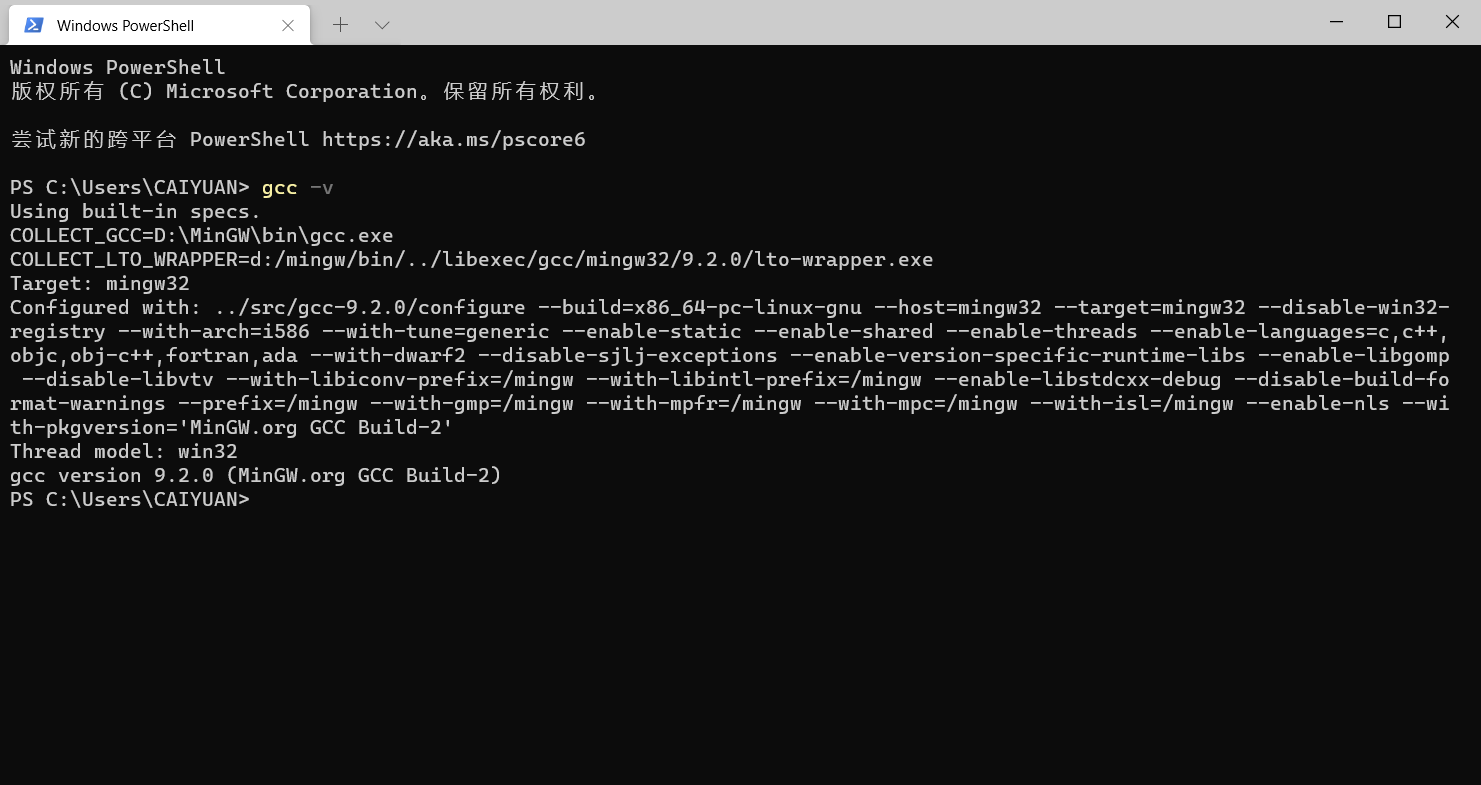 Windows PowerShell
Windows PowerShell
版权所有 (C) Microsoft Corporation。保留所有权利。
尝试新的跨平台 PowerShell https://aka.ms/pscore6
PS C:\Users\CAIYUAN> gcc -v
Using built-in specs.
COLLECT_GCC=D:\MinGW\bin\gcc.exe
COLLECT_LTO_WRAPPER=d:/mingw/bin/../libexec/gcc/mingw32/9.2.0/lto-wrapper.exe
Target: mingw32
Configured with: ../src/gcc-9.2.0/configure --build=x86_64-pc-linux-gnu --host=mingw32 --target=mingw32 --disable-win32-
registry --with-arch=i586 --with-tune=generic --enable-static --enable-shared --enable-threads --enable-languages=c,c++,
objc,obj-c++,fortran,ada --with-dwarf2 --disable-sjlj-exceptions --enable-version-specific-runtime-libs --enable-libgomp
 --disable-libvtv --with-libiconv-prefix=/mingw --with-libintl-prefix=/mingw --enable-libstdcxx-debug --disable-build-fo
rmat-warnings --prefix=/mingw --with-gmp=/mingw --with-mpfr=/mingw --with-mpc=/mingw --with-isl=/mingw --enable-nls --wi
th-pkgversion='MinGW.org GCC Build-2'
Thread model: win32
gcc version 9.2.0 (MinGW.org GCC Build-2)
PS C:\Users\CAIYUAN>